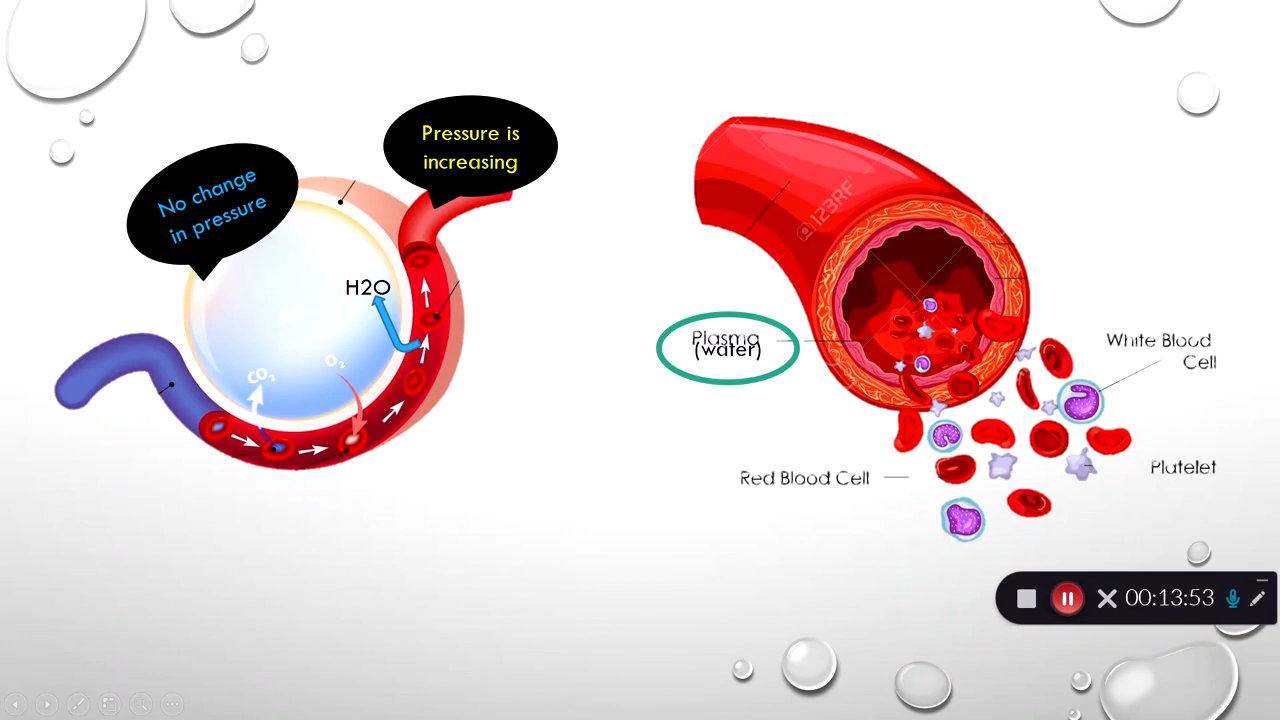 No change
in pressure
Pressure is
increasing
H2O
CO₂
O₂
123RF
Plasma
(water)
White Blood
Cell
Red Blood Cell
Platelet
00:13:53